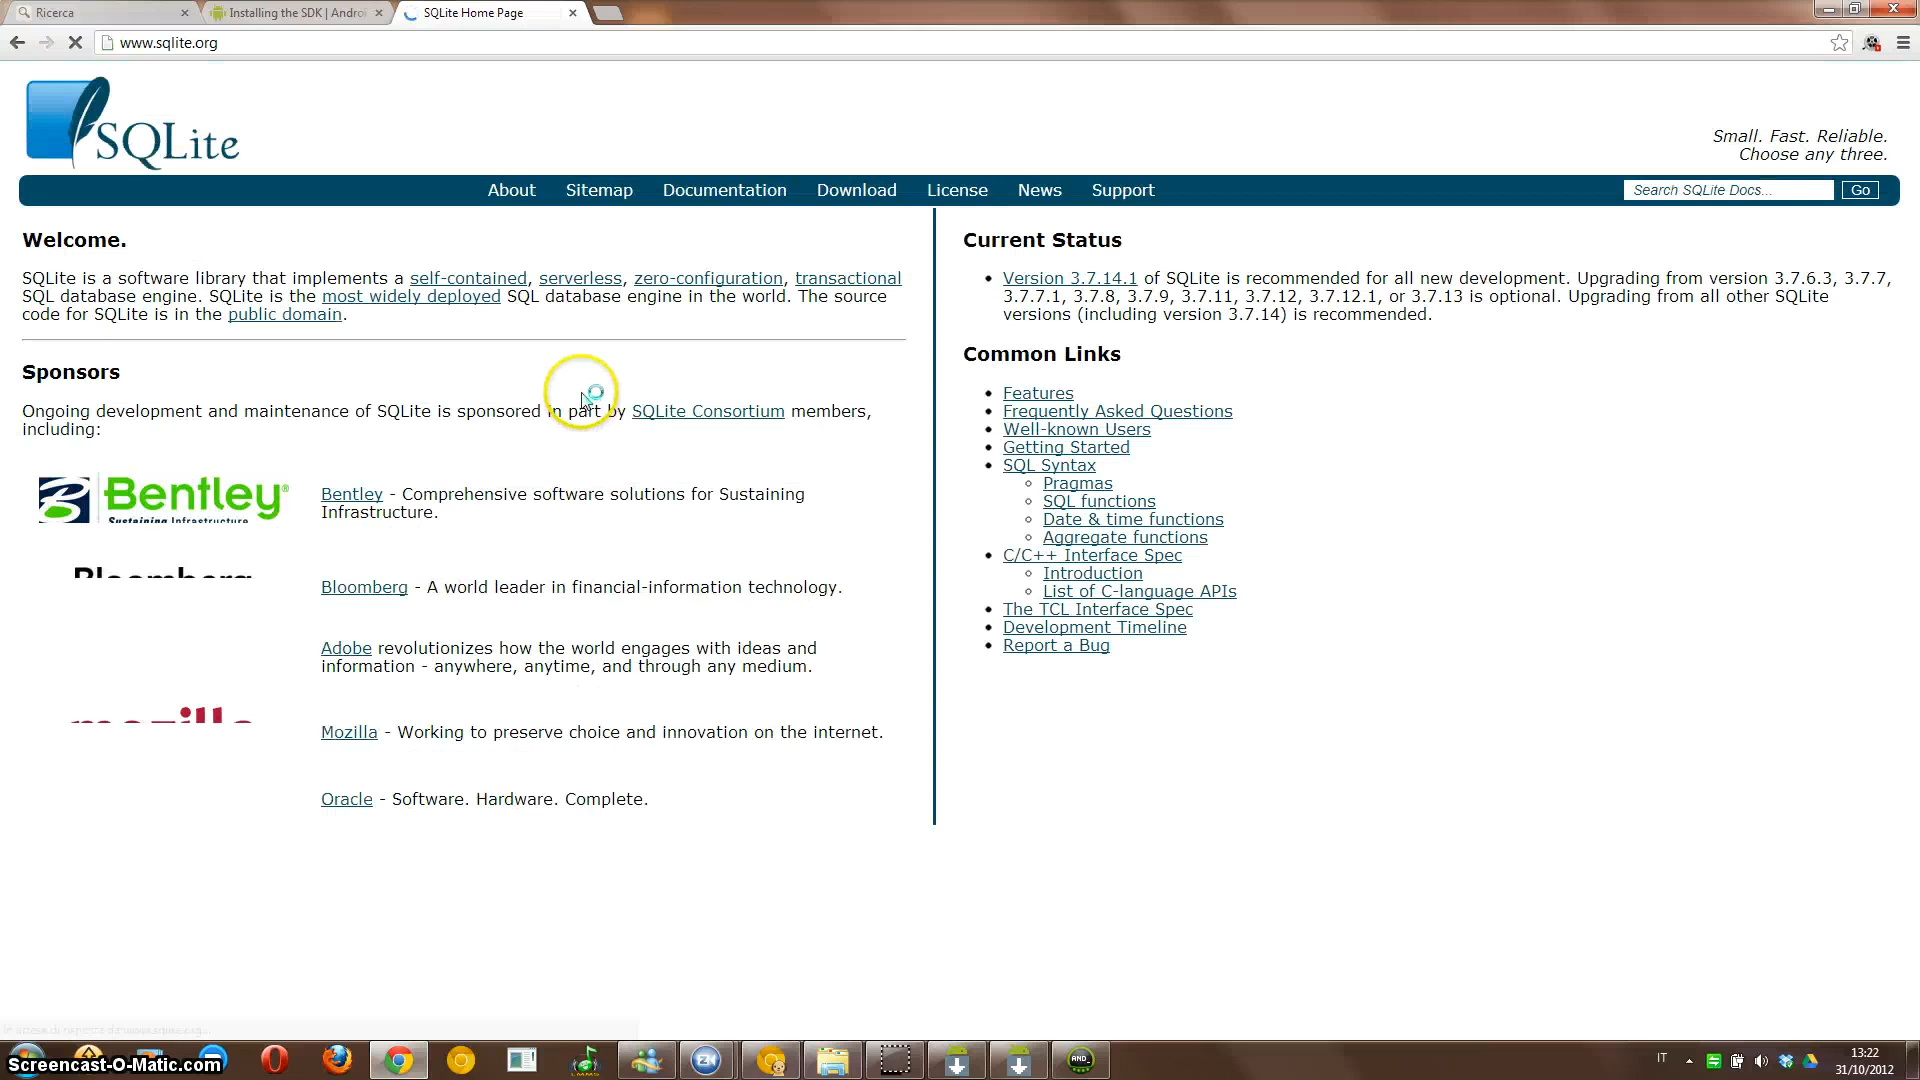 Ricerca
Installing the SDK | Androi
SQLite Home Page
www.sqlite.org
SQLite
Small. Fast. Reliable.
Choose any three.
About Sitemap Documentation Download License News Support
Search SQLite Docs... Go
Welcome.
SQLite is a software library that implements a self-contained, serverless, zero-configuration, transactional
SQL database engine. SQLite is the most widely deployed SQL database engine in the world. The source
code for SQLite is in the public domain.
Sponsors
Ongoing development and maintenance of SQLite is sponsored in part by SQLite Consortium members,
including:
Bentley®
Sustaining Infrastructure
Bentley - Comprehensive software solutions for Sustaining
Infrastructure.
Bloomberg
Bloomberg - A world leader in financial-information technology.
Adobe revolutionizes how the world engages with ideas and
information - anywhere, anytime, and through any medium.
mozilla
Mozilla - Working to preserve choice and innovation on the internet.
Oracle - Software. Hardware. Complete.
Current Status
Version 3.7.14.1 of SQLite is recommended for all new development. Upgrading from version 3.7.6.3, 3.7.7,
3.7.7.1, 3.7.8, 3.7.9, 3.7.11, 3.7.12, 3.7.12.1, or 3.7.13 is optional. Upgrading from all other SQLite
versions (including version 3.7.14) is recommended.
Common Links
Features
Frequently Asked Questions
Well-known Users
Getting Started
SQL Syntax
Pragmas
SQL functions
Date & time functions
Aggregate functions
C/C++ Interface Spec
Introduction
List of C-language APIs
The TCL Interface Spec
Development Timeline
Report a Bug
Screencast-O-Matic.com
LMMS
ZK
AND
IT
13:22
31/10/2012